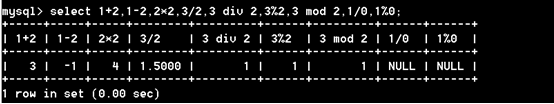 mysql> select 1+2,1-2,2*2,3/2,3 div 2,3%2,3 mod 2,1/0,1%0;
+-----+-----+-----+--------+---------+------+---------+------+------+
| 1+2 | 1-2 | 2*2 | 3/2    | 3 div 2 | 3%2  | 3 mod 2 | 1/0  | 1%0  |
+-----+-----+-----+--------+---------+------+---------+------+------+
|   3 |  -1 |   4 | 1.5000 |       1 |    1 |       1 | NULL | NULL |
+-----+-----+-----+--------+---------+------+---------+------+------+
1 row in set (0.00 sec)